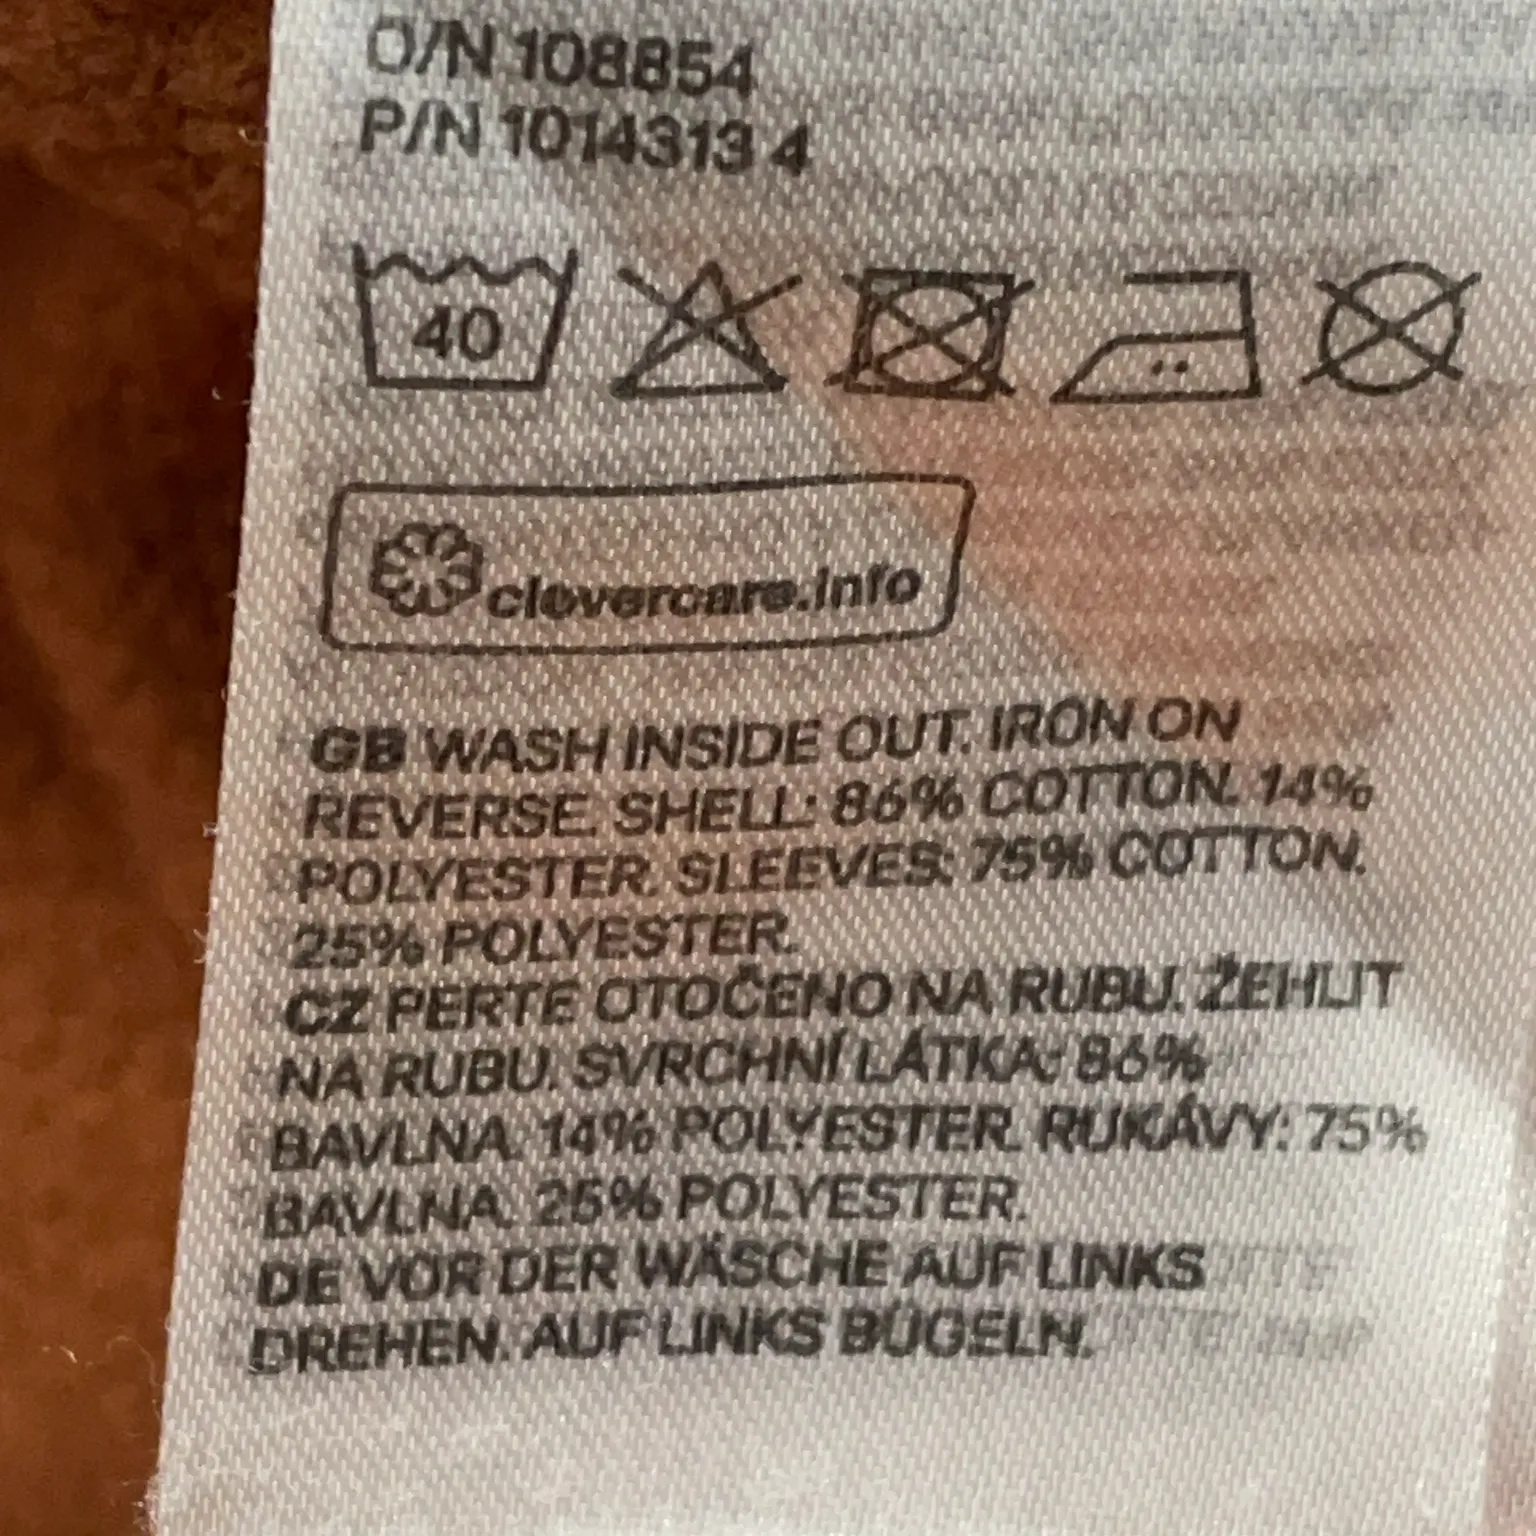 O/N 108854
P/N 1014313 4
40
clevercare.info
GB WASH INSIDE OUT. IRON ON
REVERSE. SHELL: 86% COTTON. 14%
POLYESTER. SLEEVES: 75% COTTON.
25% POLYESTER.
CZ PERTE OTOČENO NA RUBU. ŽEHLIT
NA RUBU. SVRCHNÍ LÁTKA: 86%
BAVLNA. 14% POLYESTER. RUKÁVY: 75%
BAVLNA. 25% POLYESTER.
DE VOR DER WÄSCHE AUF LINKS
DREHEN. AUF LINKS BÜGELN.